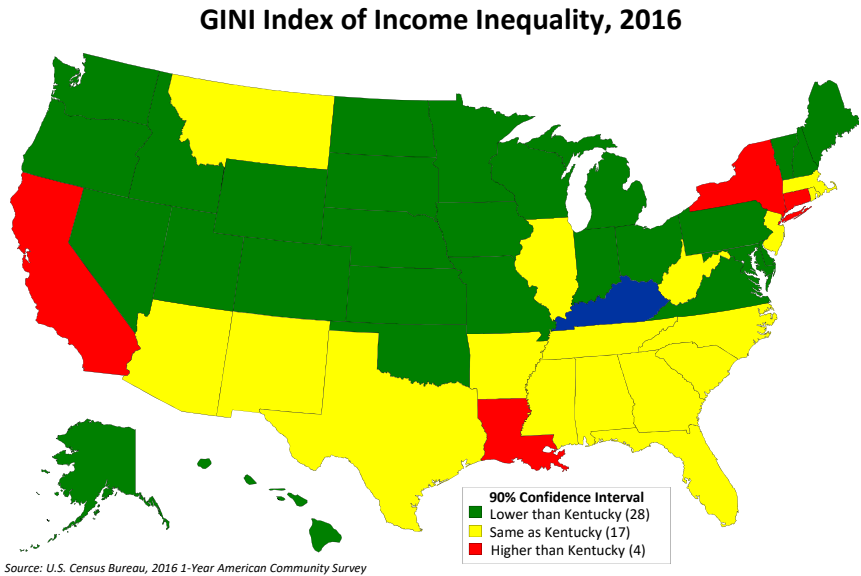 GINI Index of Income Inequality, 2016
90% Confidence Interval
Lower than Kentucky (28)
Same as Kentucky (17)
Higher than Kentucky (4)
Source: U.S. Census Bureau, 2016 1-Year American Community Survey